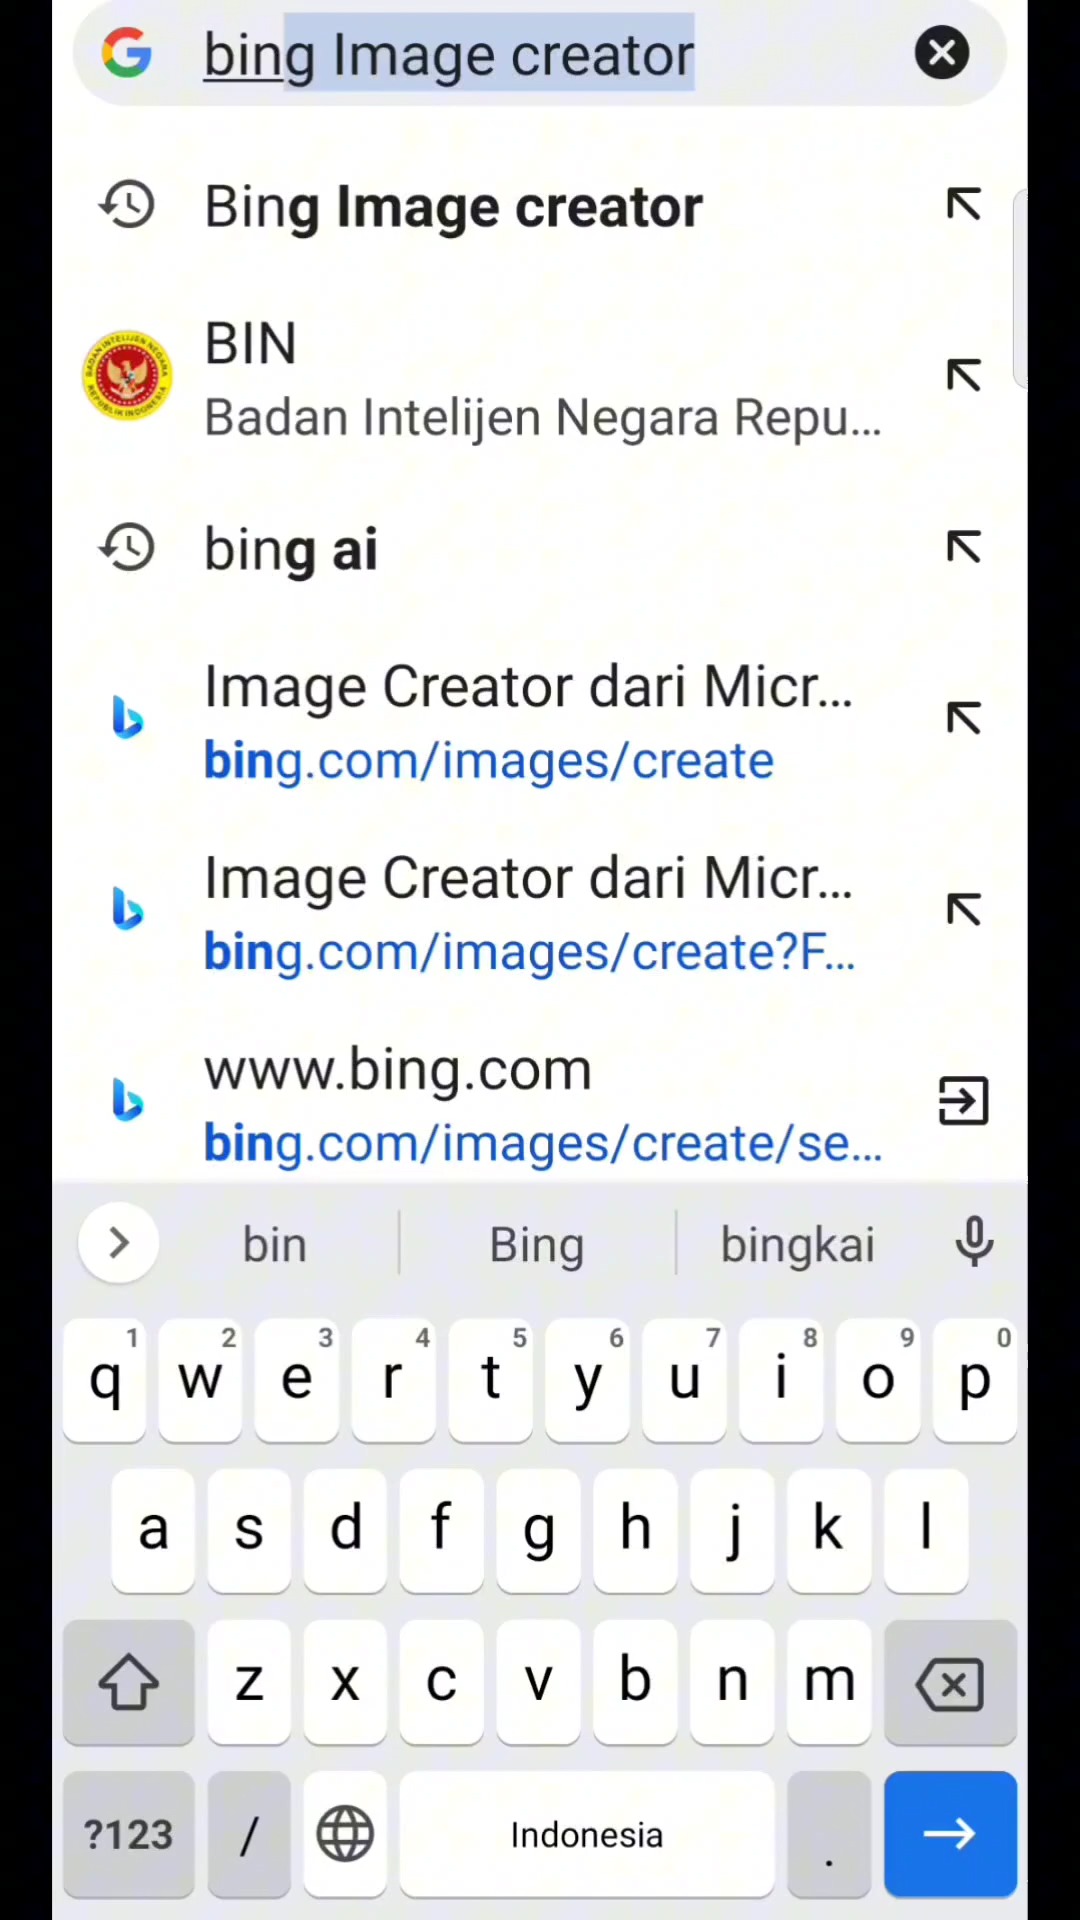 bing Image creator
Bing Image creator
BIN
Badan Intelijen Negara Repu...
bing ai
Image Creator dari Micr...
bing.com/images/create
Image Creator dari Micr...
bing.com/images/create?F...
www.bing.com
bing.com/images/create/se...
bin Bing bingkai
1 2 3 4 5 6 7 8 9 0
q w e r t y u i o p
a s d f g h j k l
z x c v b n m
?123 / Indonesia .